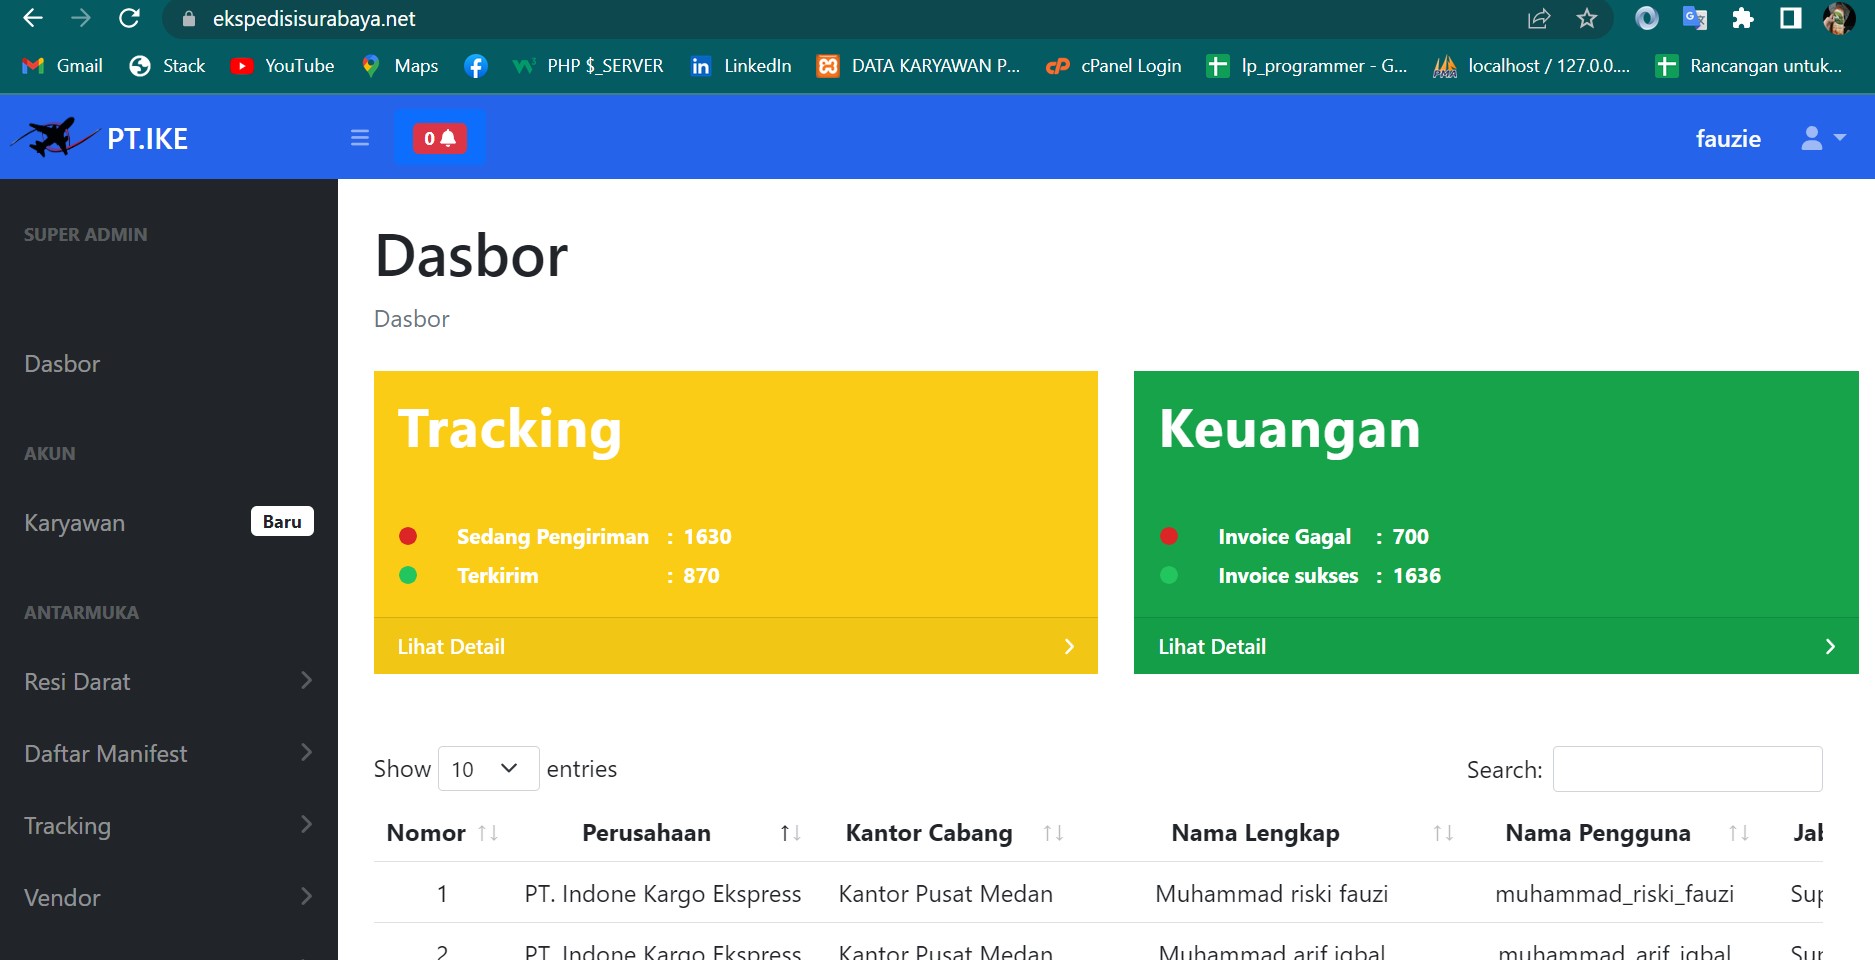 ekspedisisurabaya.net
Gmail Stack YouTube Maps PHP $_SERVER LinkedIn DATA KARYAWAN P... cPanel Login lp_programmer - G... localhost / 127.0.0.... Rancangan untuk...
PT.IKE 0 fauzie
SUPER ADMIN
Dasbor
AKUN
Karyawan Baru
ANTARMUKA
Resi Darat
Daftar Manifest
Tracking
Vendor
Dasbor
Dasbor
Tracking
Sedang Pengiriman : 1630
Terkirim : 870
Lihat Detail
Keuangan
Invoice Gagal : 700
Invoice sukses : 1636
Lihat Detail
Show 10 entries Search:
Nomor Perusahaan Kantor Cabang Nama Lengkap Nama Pengguna
1 PT. Indone Kargo Ekspress Kantor Pusat Medan Muhammad riski fauzi muhammad_riski_fauzi
2 PT. Indone Kargo Ekspress Kantor Pusat Medan Muhammad arif iqbal muhammad_arif_iqbal